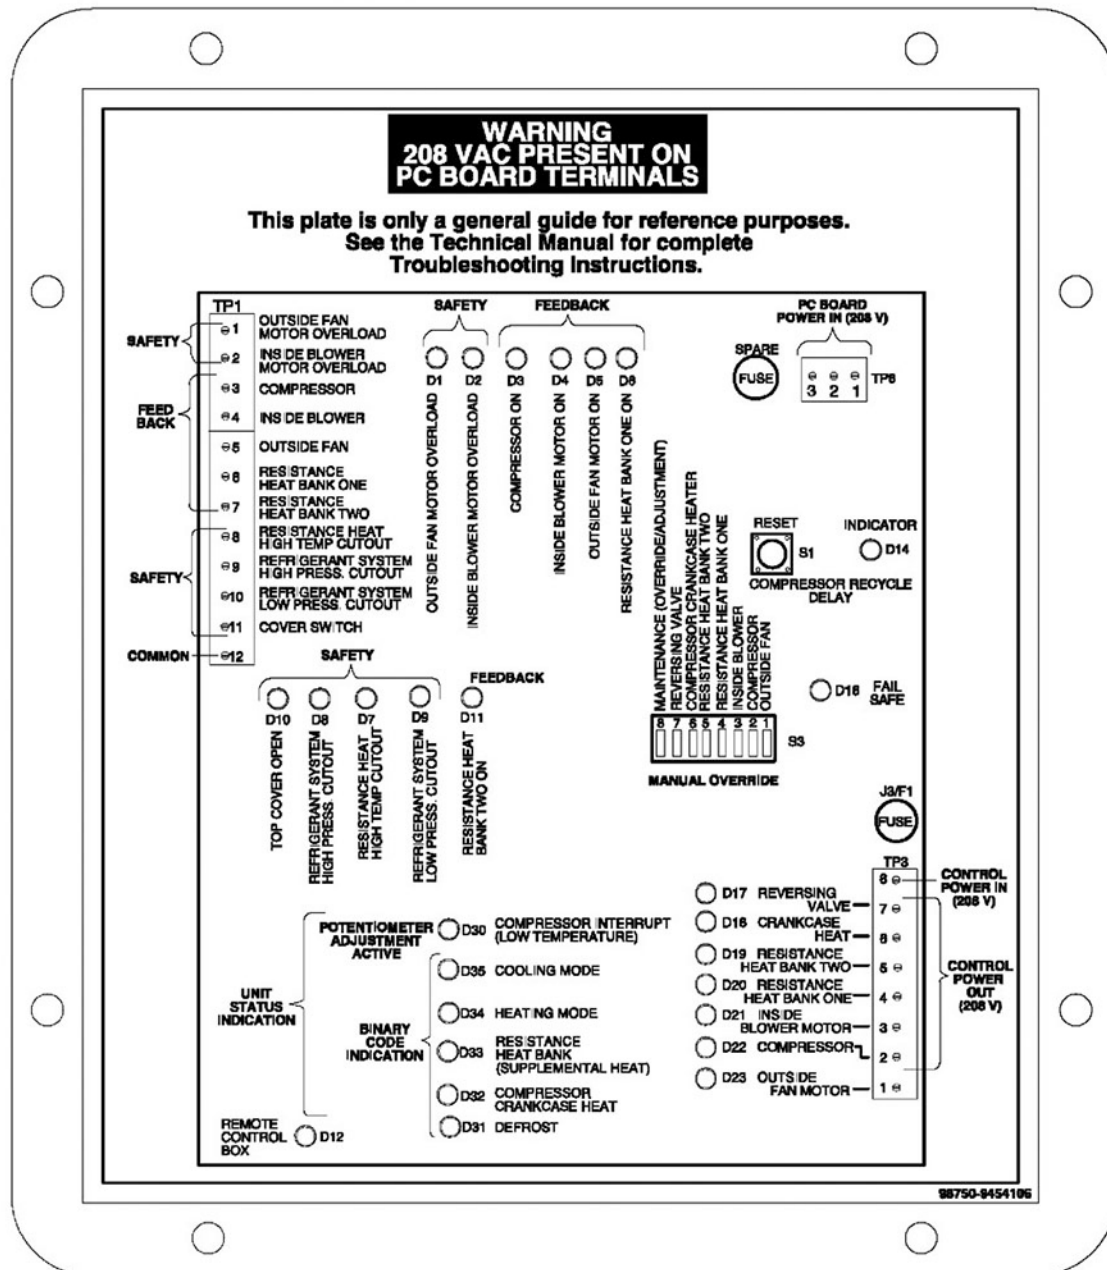 WARNING
208 VAC PRESENT ON
PC BOARD TERMINALS
This plate is only a general guide for reference purposes.
See the Technical Manual for complete
Troubleshooting Instructions.
TP1
SAFETY
1 OUTSIDE FAN
MOTOR OVERLOAD
2 INSIDE BLOWER
MOTOR OVERLOAD
FEED
BACK
3 COMPRESSOR
4 INSIDE BLOWER
5 OUTSIDE FAN
6 RESISTANCE
HEAT BANK ONE
7 RESISTANCE
HEAT BANK TWO
SAFETY
8 RESISTANCE HEAT
HIGH TEMP CUTOUT
9 REFRIGERANT SYSTEM
HIGH PRESS. CUTOUT
10 REFRIGERANT SYSTEM
LOW PRESS. CUTOUT
11 COVER SWITCH
COMMON 12
SAFETY
D1 OUTSIDE FAN MOTOR OVERLOAD
D2 INSIDE BLOWER MOTOR OVERLOAD
FEEDBACK
D3 COMPRESSOR ON
D4 INSIDE BLOWER MOTOR ON
D5 OUTSIDE FAN MOTOR ON
D6 RESISTANCE HEAT BANK ONE ON
PC BOARD
POWER IN (208 V)
SPARE
FUSE
3 2 1
TP6
RESET
S1
INDICATOR
D14
COMPRESSOR RECYCLE
DELAY
MAINTENANCE (OVERRIDE/ADJUSTMENT)
REVERSING VALVE
COMPRESSOR CRANKCASE HEATER
RESISTANCE HEAT BANK TWO
RESISTANCE HEAT BANK ONE
INSIDE BLOWER
COMPRESSOR
OUTSIDE FAN
8 7 6 5 4 3 2 1
S3
MANUAL OVERRIDE
D16 FAIL
SAFE
SAFETY
D10 TOP COVER OPEN
D8 REFRIGERANT SYSTEM
HIGH PRESS. CUTOUT
D7 RESISTANCE HEAT
HIGH TEMP CUTOUT
D9 REFRIGERANT SYSTEM
LOW PRESS. CUTOUT
FEEDBACK
D11 RESISTANCE HEAT
BANK TWO ON
J3/F1
FUSE
TP3
8 CONTROL
POWER IN
(208 V)
D17 REVERSING
VALVE 7
D18 CRANKCASE
HEAT 6
D19 RESISTANCE
HEAT BANK TWO 5
D20 RESISTANCE
HEAT BANK ONE 4
D21 INSIDE
BLOWER MOTOR 3
D22 COMPRESSOR 2
D23 OUTSIDE
FAN MOTOR 1
CONTROL
POWER
OUT
(208 V)
UNIT
STATUS
INDICATION
POTENTIOMETER
ADJUSTMENT
ACTIVE
D30 COMPRESSOR INTERRUPT
(LOW TEMPERATURE)
BINARY
CODE
INDICATION
D35 COOLING MODE
D34 HEATING MODE
D33 RESISTANCE
HEAT BANK
(SUPPLEMENTAL HEAT)
D32 COMPRESSOR
CRANKCASE HEAT
D31 DEFROST
REMOTE
CONTROL
BOX
D12
98750-9454106